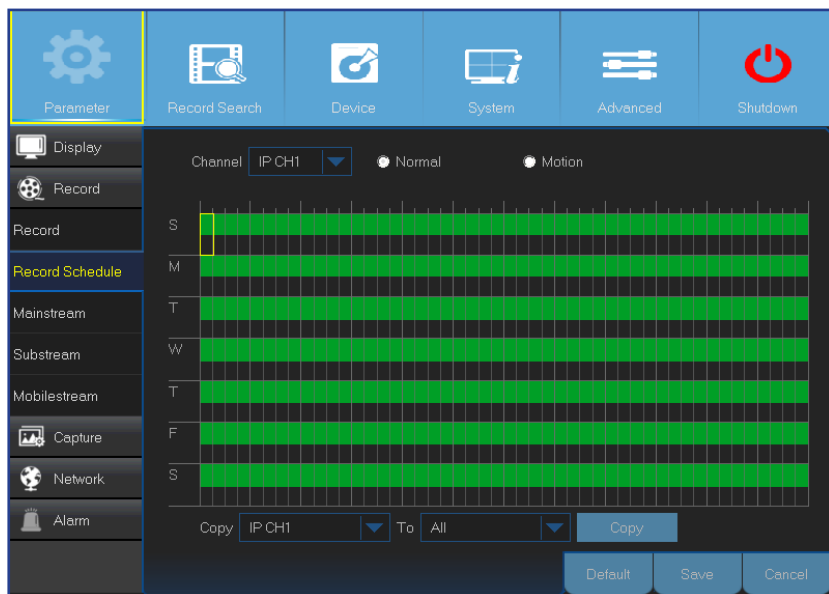 Parameter Record Search Device System Advanced Shutdown
Display
Record
Record
Record Schedule
Mainstream
Substream
Mobilestream
Capture
Network
Alarm
Channel IP CH1 Normal Motion
S
M
T
W
T
F
S
Copy IP CH1 To All Copy
Default Save Cancel